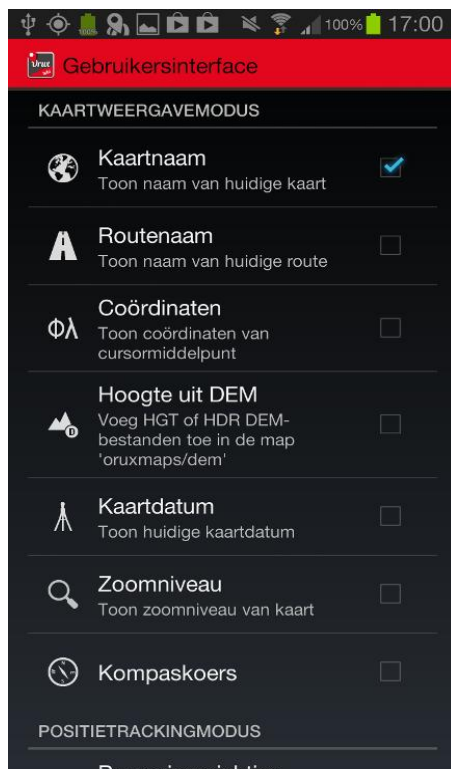 100% 17:00
Gebruikersinterface
KAARTWEERGAVEMODUS
Kaartnaam
Toon naam van huidige kaart
Routenaam
Toon naam van huidige route
Coördinaten
ΦλToon coördinaten van
cursormiddelpunt
Hoogte uit DEM
Voeg HGT of HDR DEM-
bestanden toe in de map
'oruxmaps/dem'
Kaartdatum
Toon huidige kaartdatum
Zoomniveau
Toon zoomniveau van kaart
Kompaskoers
POSITIETRACKINGMODUS